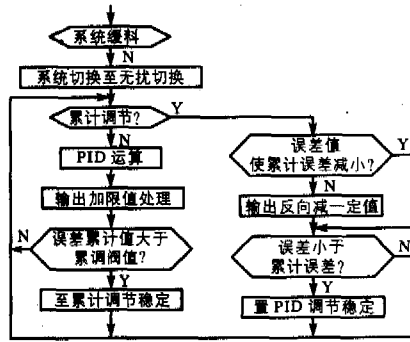 系统缓料
N
系统切换至无扰切换
累计调节?
Y
N
PID 运算
输出加限值处理
误差累计值大于
累调阀值?
N
Y
至累计调节稳定
误差值
使累计误差减小?
Y
N
输出反向减一定值
误差小于
累计误差?
N
Y
置 PID 调节稳定